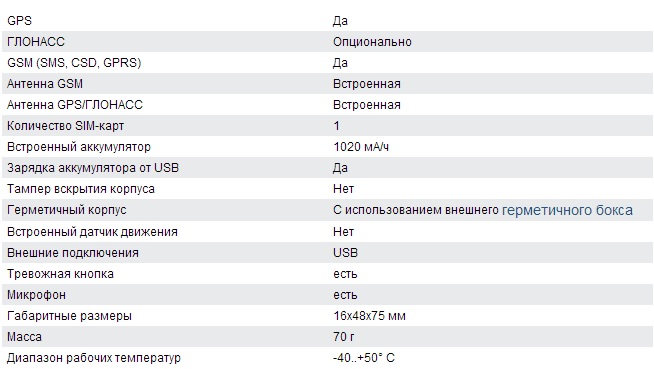 GPS Да
ГЛОНАСС Опционально
GSM (SMS, CSD, GPRS) Да
Антенна GSM Встроенная
Антенна GPS/ГЛОНАСС Встроенная
Количество SIM-карт 1
Встроенный аккумулятор 1020 мА/ч
Зарядка аккумулятора от USB Да
Тампер вскрытия корпуса Нет
Герметичный корпус С использованием внешнего герметичного бокса
Встроенный датчик движения Нет
Внешние подключения USB
Тревожная кнопка есть
Микрофон есть
Габаритные размеры 16х48х75 мм
Масса 70 г
Диапазон рабочих температур -40..+50° С